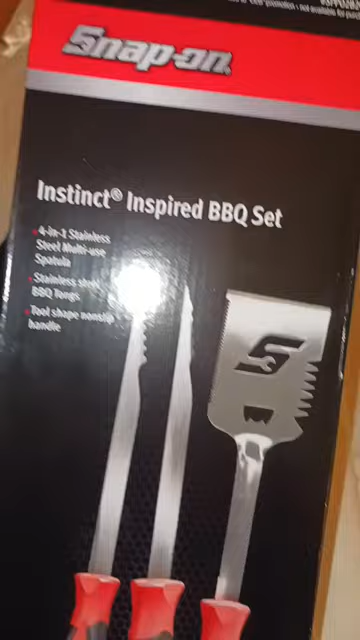 Snap-on
Instinct® Inspired BBQ Set
4-in-1 Stainless
Steel Multi-use
Spatula
Stainless steel
BBQ Tongs
Tool shape nonslip
handle